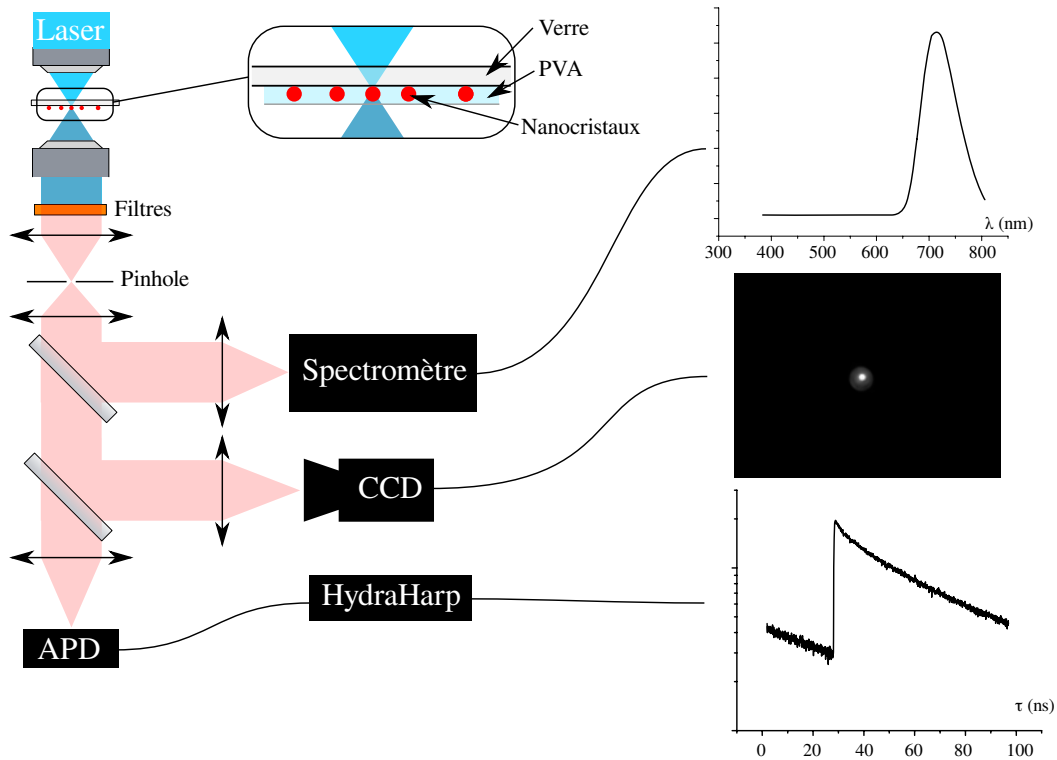 Laser
Verre
PVA
Nanocristaux
Filtres
Pinhole
Spectromètre
CCD
HydraHarp
APD
λ (nm)
300 400 500 600 700 800
τ (ns)
0 20 40 60 80 100